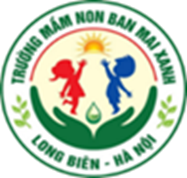 TRƯỜNG MẦM NON BAN MAI XANH
LONG BIÊN - HÀ NỘI